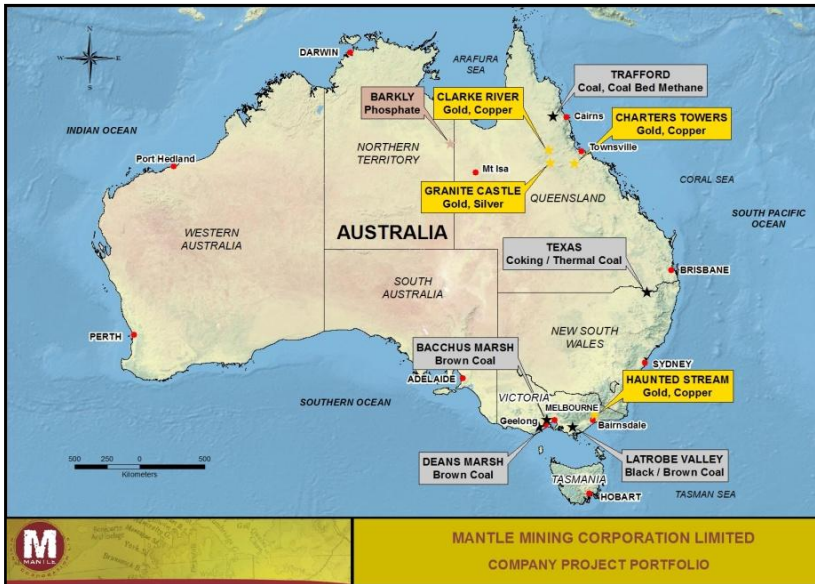 N
W
E
S
DARWIN
ARAFURA
SEA
TRAFFORD
Coal, Coal Bed Methane
BARKLY
Phosphate
CLARKE RIVER
Gold, Copper
Cairns
CHARTERS TOWERS
Gold, Copper
INDIAN OCEAN
NORTHERN
TERRITORY
Townsville
Port Hedland
Mt Isa
CORAL SEA
GRANITE CASTLE
Gold, Silver
QUEENSLAND
SOUTH PACIFIC
OCEAN
WESTERN
AUSTRALIA
AUSTRALIA
TEXAS
Coking / Thermal Coal
BRISBANE
SOUTH
AUSTRALIA
NEW SOUTH
WALES
PERTH
BACCHUS MARSH
Brown Coal
SYDNEY
ADELAIDE
HAUNTED STREAM
Gold, Copper
SOUTHERN OCEAN
VICTORIA
MELBOURNE
Geelong
Bairnsdale
500 250 0 500
Kilometers
DEANS MARSH
Brown Coal
LATROBE VALLEY
Black / Brown Coal
TASMANIA
HOBART
TASMAN SEA
M
MANTLE
MANTLE MINING CORPORATION LIMITED
COMPANY PROJECT PORTFOLIO